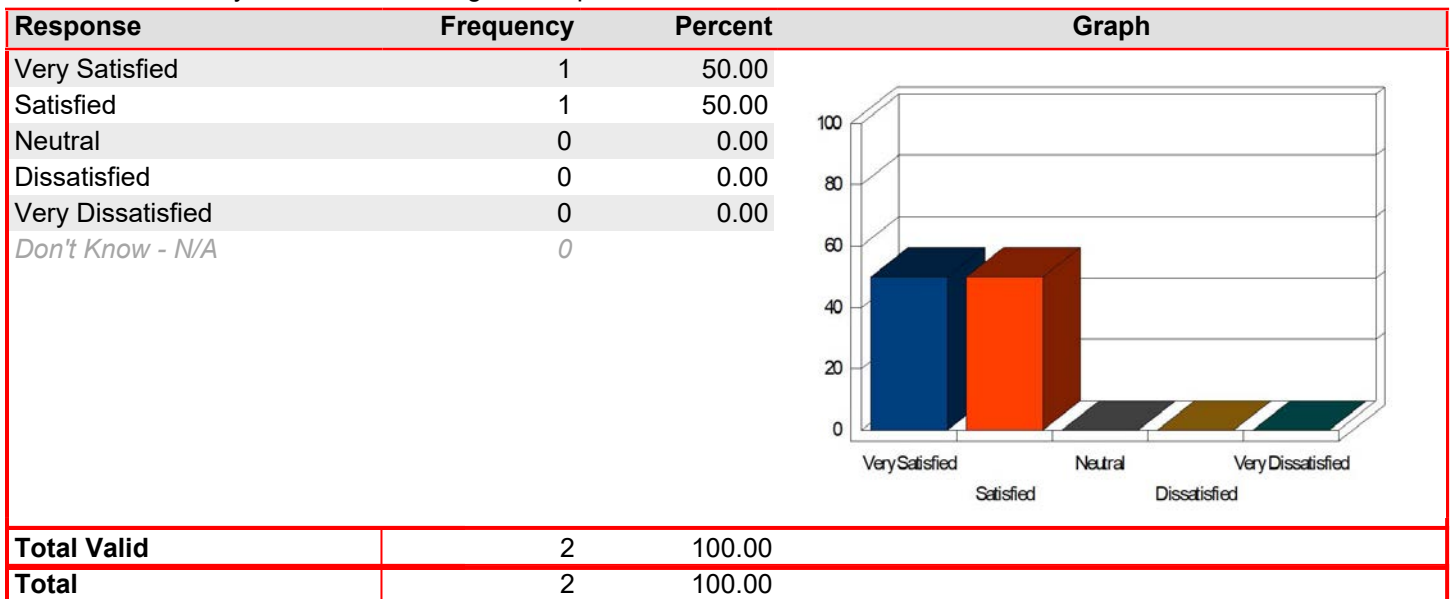 Response Frequency Percent Graph
Very Satisfied 1 50.00
Satisfied 1 50.00
Neutral 0 0.00
Dissatisfied 0 0.00
Very Dissatisfied 0 0.00
Don't Know - N/A 0
100
80
60
40
20
0
Very Satisfied Neutral Very Dissatisfied
Satisfied Dissatisfied
Total Valid 2 100.00
Total 2 100.00